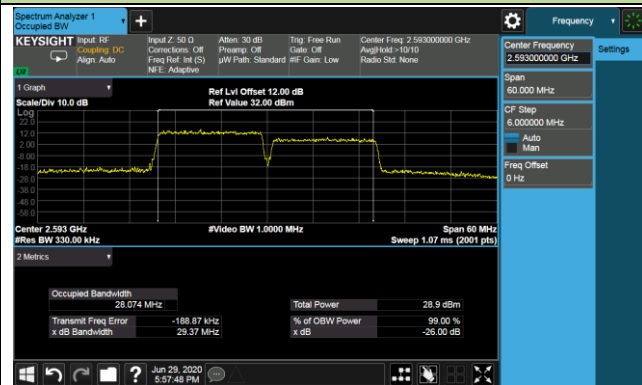 Spectrum Analyzer 1
Occupied BW
+
Frequency
KEYSIGHT
Input: RF
Coupling: DC
Align: Auto
Input Z: 50 Ω
Corrections: Off
Freq Ref: Int (S)
NFE: Adaptive
Atten: 30 dB
Preamp: Off
µW Path: Standard
Trig: Free Run
Gate: Off
#IF Gain: Low
Center Freq: 2.593000000 GHz
Avg|Hold:>10/10
Radio Std: None
Center Frequency
2.593000000 GHz
Settings
Span
60.000 MHz
CF Step
6.000000 MHz
Auto
Man
Freq Offset
0 Hz
1 Graph
Scale/Div 10.0 dB
Ref Lvl Offset 12.00 dB
Ref Value 32.00 dBm
Log
22.0
12.0
2.00
-8.00
-18.0
-28.0
-38.0
-48.0
-58.0
Center 2.593 GHz
#Video BW 1.0000 MHz
Span 60 MHz
#Res BW 330.00 kHz
Sweep 1.07 ms (2001 pts)
2 Metrics
Occupied Bandwidth
28.074 MHz
Total Power
28.9 dBm
Transmit Freq Error
-188.87 kHz
% of OBW Power
99.00 %
x dB Bandwidth
29.37 MHz
x dB
-26.00 dB
?
Jun 29, 2020
5:57:48 PM